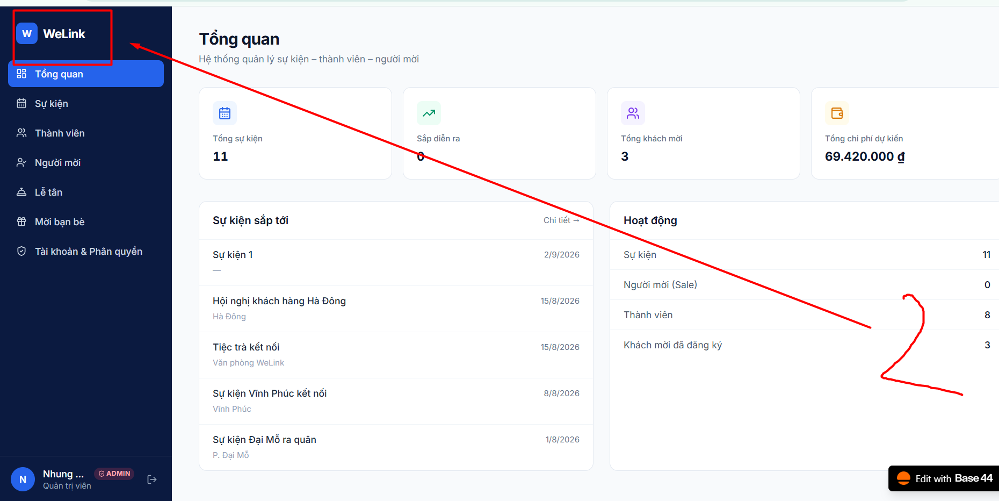 W WeLink
Tổng quan
Sự kiện
Thành viên
Người mời
Lễ tân
Mời bạn bè
Tài khoản & Phân quyền
Nhung ... ADMIN
Quản trị viên
N
Tổng quan
Hệ thống quản lý sự kiện – thành viên – người mời
Tổng sự kiện
11
Sắp diễn ra
0
Tổng khách mời
3
Tổng chi phí dự kiến
69.420.000 ₫
Sự kiện sắp tới Chi tiết →
Sự kiện 1 2/9/2026
—
Hội nghị khách hàng Hà Đông 15/8/2026
Hà Đông
Tiệc trà kết nối 15/8/2026
Văn phòng WeLink
Sự kiện Vĩnh Phúc kết nối 8/8/2026
Vĩnh Phúc
Sự kiện Đại Mỗ ra quân 1/8/2026
P. Đại Mỗ
Hoạt động
Sự kiện 11
Người mời (Sale) 0
Thành viên 8
Khách mời đã đăng ký 3
2
Edit with Base44